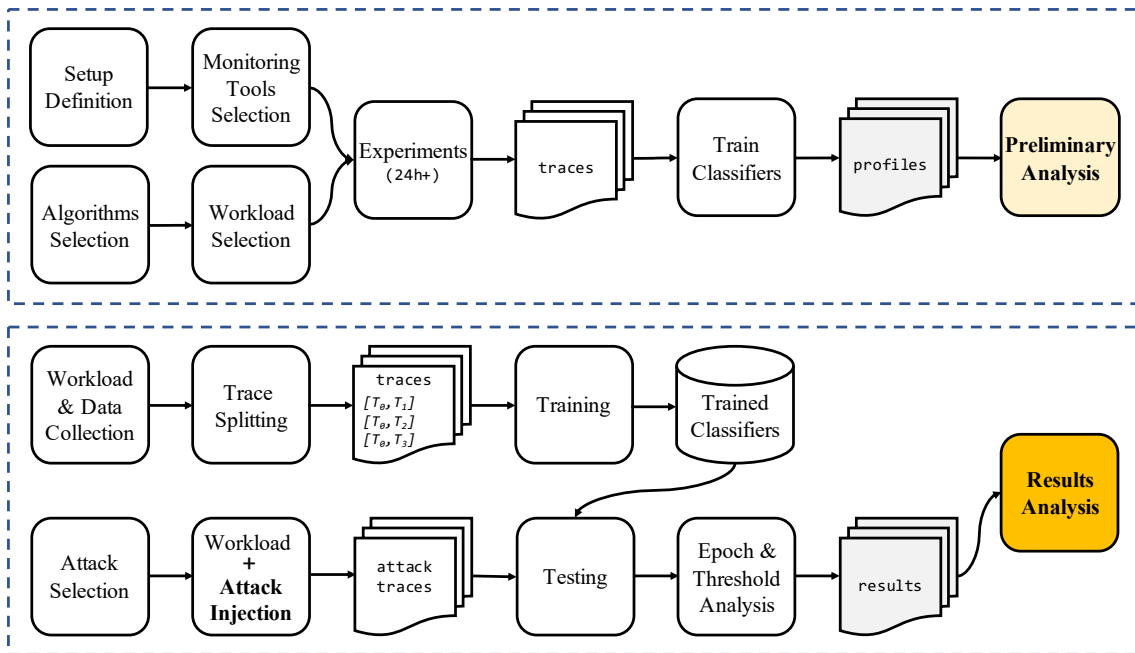 Setup
Definition
Monitoring
Tools
Selection
Algorithms
Selection
Workload
Selection
Experiments
(24h+)
traces
Train
Classifiers
profiles
Preliminary
Analysis
Workload
& Data
Collection
Trace
Splitting
traces
[T₀,T₁]
[T₀,T₂]
[T₀,T₃]
Training
Trained
Classifiers
Attack
Selection
Workload
+
Attack
Injection
attack
traces
Testing
Epoch &
Threshold
Analysis
results
Results
Analysis